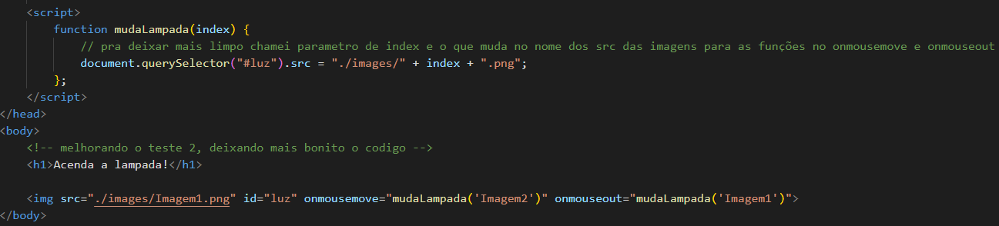 <script>
function mudaLampada(index) {
// pra deixar mais limpo chamei parametro de index e o que muda no nome dos src das imagens para as funções no onmousemove e onmouseout
document.querySelector("#luz").src = "./images/" + index + ".png";
};
</script>
</head>
<body>
<!-- melhorando o teste 2, deixando mais bonito o codigo -->
<h1>Acenda a lampada!</h1>
<img src="./images/Imagem1.png" id="luz" onmousemove="mudaLampada('Imagem2')" onmouseout="mudaLampada('Imagem1')">
</body>